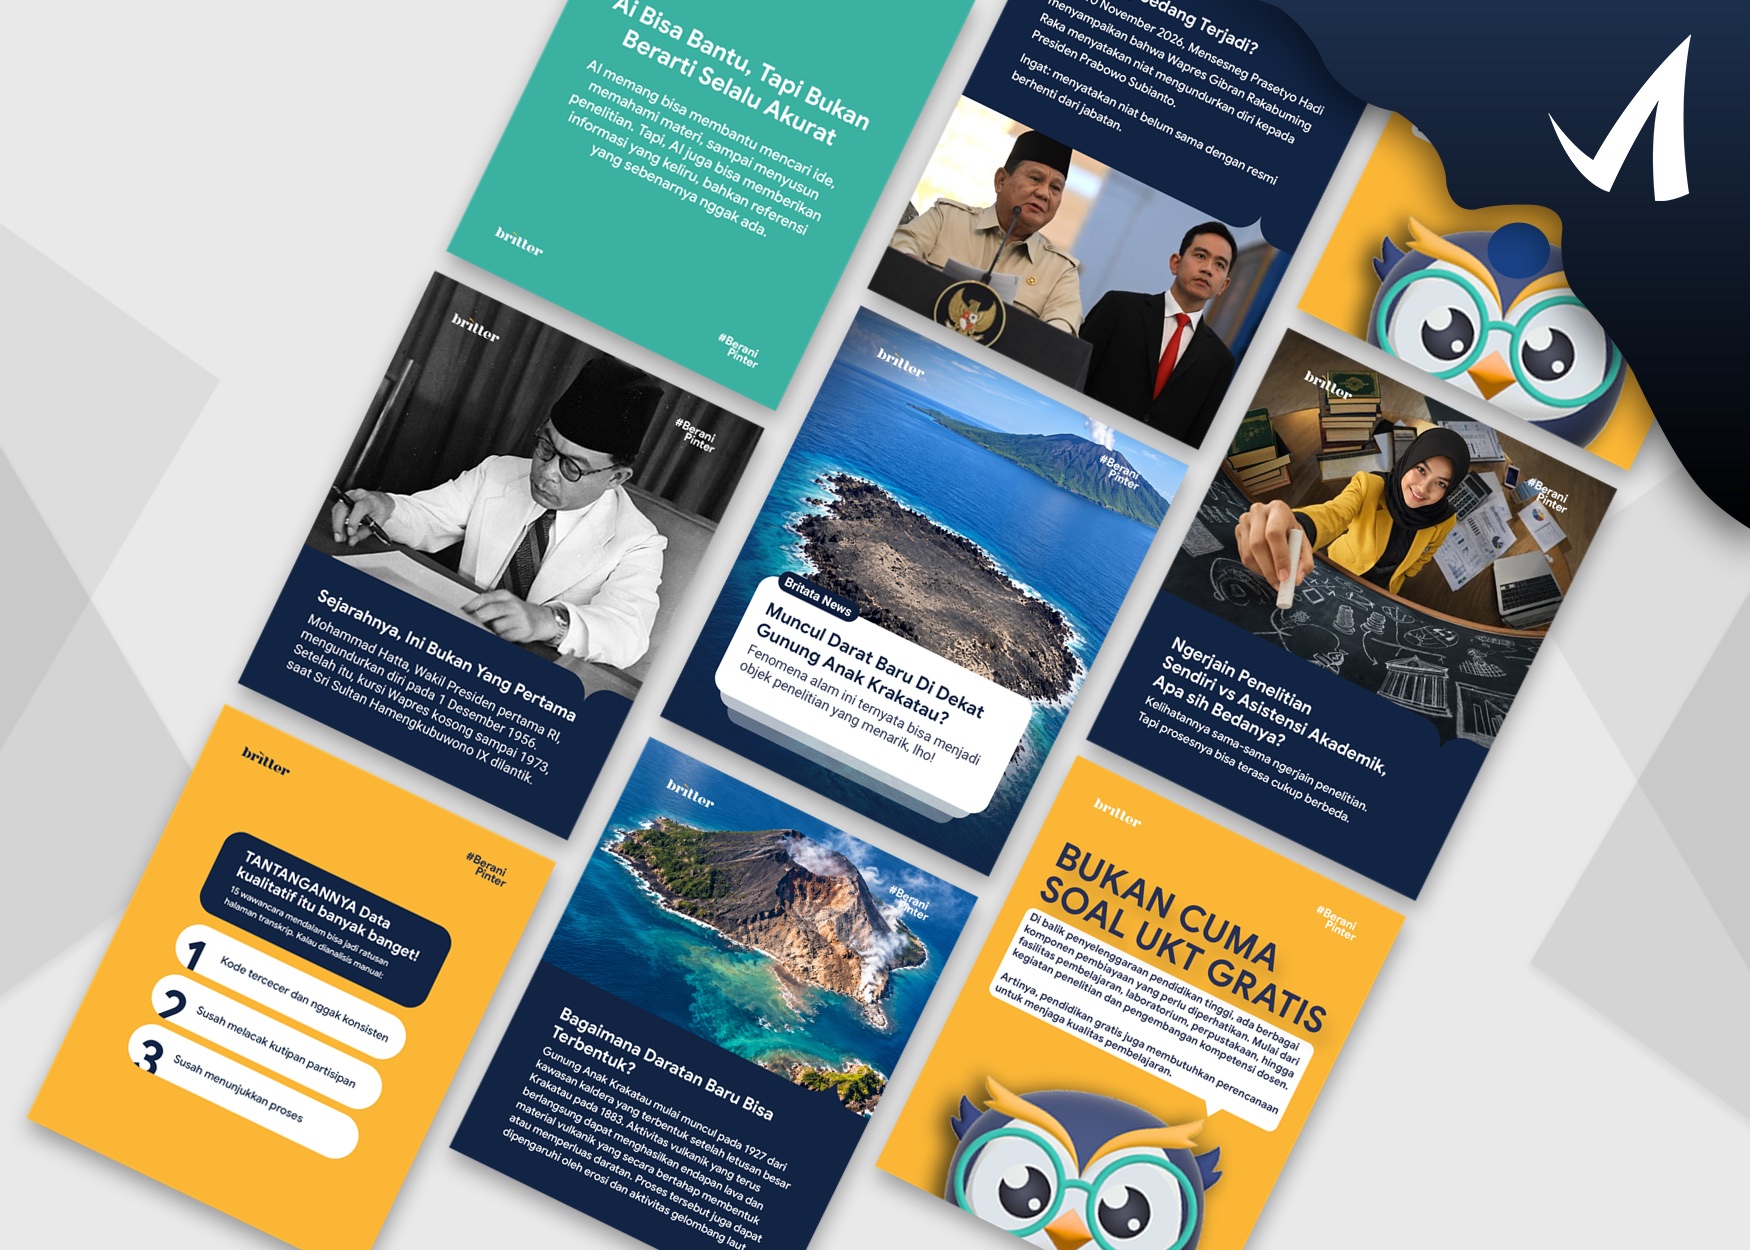 Ai Bisa Bantu, Tapi Bukan
Berarti Selalu Akurat
AI memang bisa membantu mencari ide,
memahami materi, sampai menyusun
penelitian. Tapi, AI juga bisa memberikan
informasi yang keliru, bahkan referensi
yang sebenarnya nggak ada.
briller
#Berani
Pinter
Sedang Terjadi?
10 November 2026, Mensesneg Prasetyo Hadi
menyampaikan bahwa Wapres Gibran Rakabuming
Raka menyatakan niat mengundurkan diri kepada
Presiden Prabowo Subianto.
Ingat: menyatakan niat belum sama dengan resmi
berhenti dari jabatan.
briller
#Berani
Pinter
Sejarahnya, Ini Bukan Yang Pertama
Mohammad Hatta, Wakil Presiden pertama RI,
mengundurkan diri pada 1 Desember 1956.
Setelah itu, kursi Wapres kosong sampai 1973,
saat Sri Sultan Hamengkubuwono IX dilantik.
briller
#Berani
Pinter
Britata News
Muncul Darat Baru Di Dekat
Gunung Anak Krakatau?
Fenomena alam ini ternyata bisa menjadi
objek penelitian yang menarik, lho!
briller
#Berani
Pinter
Ngerjain Penelitian
Sendiri vs Asistensi Akademik,
Apa sih Bedanya?
Kelihatannya sama-sama ngerjain penelitian.
Tapi prosesnya bisa terasa cukup berbeda.
briller
#Berani
Pinter
TANTANGANNYA Data
kualitatif itu banyak banget!
15 wawancara mendalam bisa jadi ratusan
halaman transkrip. Kalau dianalisis manual:
1 Kode tercecer dan nggak konsisten
2 Susah melacak kutipan partisipan
3 Susah menunjukkan proses
briller
#Berani
Pinter
Bagaimana Daratan Baru Bisa
Terbentuk?
Gunung Anak Krakatau mulai muncul pada 1927 dari
kawasan kaldera yang terbentuk setelah letusan besar
Krakatau pada 1883. Aktivitas vulkanik yang terus
berlangsung dapat menghasilkan endapan lava dan
material vulkanik yang secara bertahap membentuk
atau memperluas daratan. Proses tersebut juga dapat
dipengaruhi oleh erosi dan aktivitas gelombang laut
briller
#Berani
Pinter
BUKAN CUMA
SOAL UKT GRATIS
Di balik penyelenggaraan pendidikan tinggi, ada berbagai
komponen pembiayaan yang perlu diperhatikan. Mulai dari
fasilitas pembelajaran, laboratorium, perpustakaan, hingga
kegiatan penelitian dan pengembangan kompetensi dosen.
Artinya, pendidikan gratis juga membutuhkan perencanaan
untuk menjaga kualitas pembelajaran.